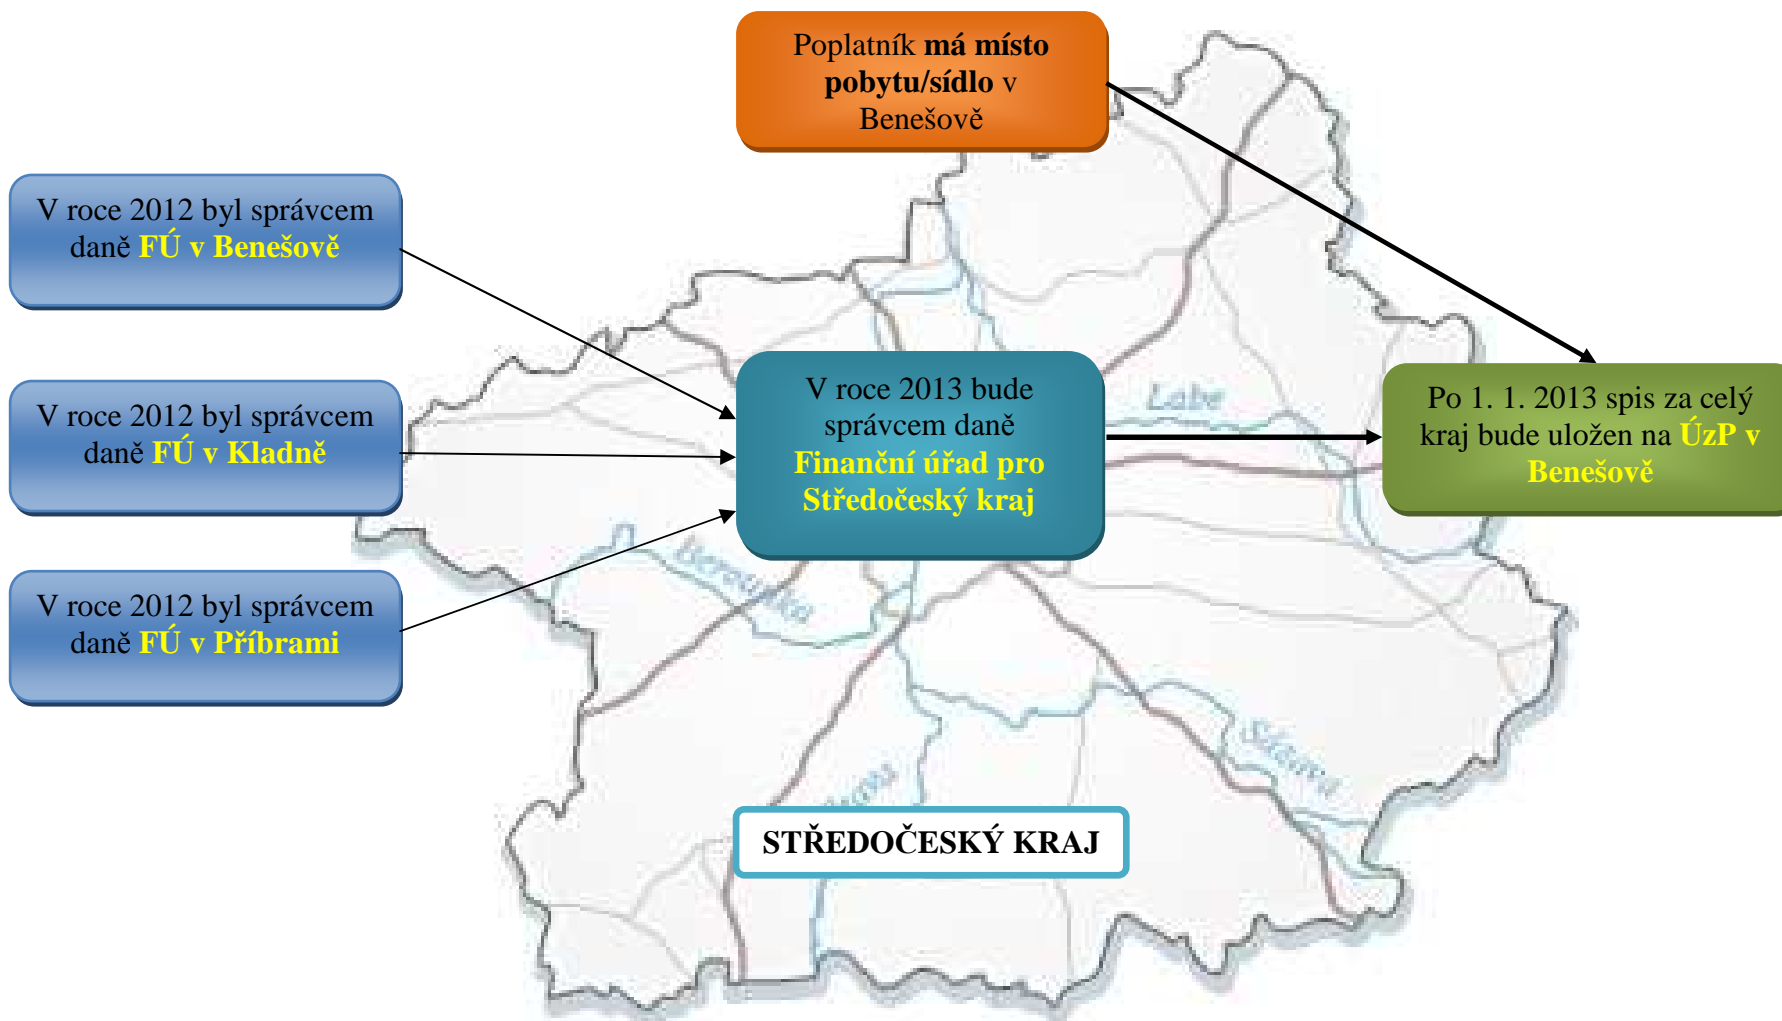 Poplatník má místo
pobytu/sídlo v
Benešově
V roce 2012 byl správcem
daně FÚ v Benešově
V roce 2012 byl správcem
daně FÚ v Kladně
V roce 2012 byl správcem
daně FÚ v Příbrami
V roce 2013 bude
správcem daně
Finanční úřad pro
Středočeský kraj
Po 1. 1. 2013 spis za celý
kraj bude uložen na ÚzP v
Benešově
Labe
Berounka
Sázava
STŘEDOČESKÝ KRAJ